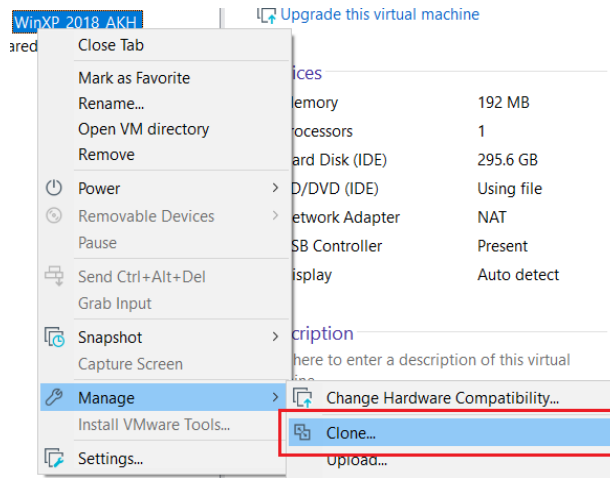 WinXP_2018_AKH
Upgrade this virtual machine
ared
Close Tab
Mark as Favorite
Rename...
Open VM directory
Remove
Power
Removable Devices
Pause
Send Ctrl+Alt+Del
Grab Input
Snapshot
Capture Screen
Manage
Install VMware Tools...
Settings...
ices
emory 192 MB
rocessors 1
ard Disk (IDE) 295.6 GB
D/DVD (IDE) Using file
etwork Adapter NAT
SB Controller Present
isplay Auto detect
cription
here to enter a description of this virtual
Change Hardware Compatibility...
Clone...
Upload...